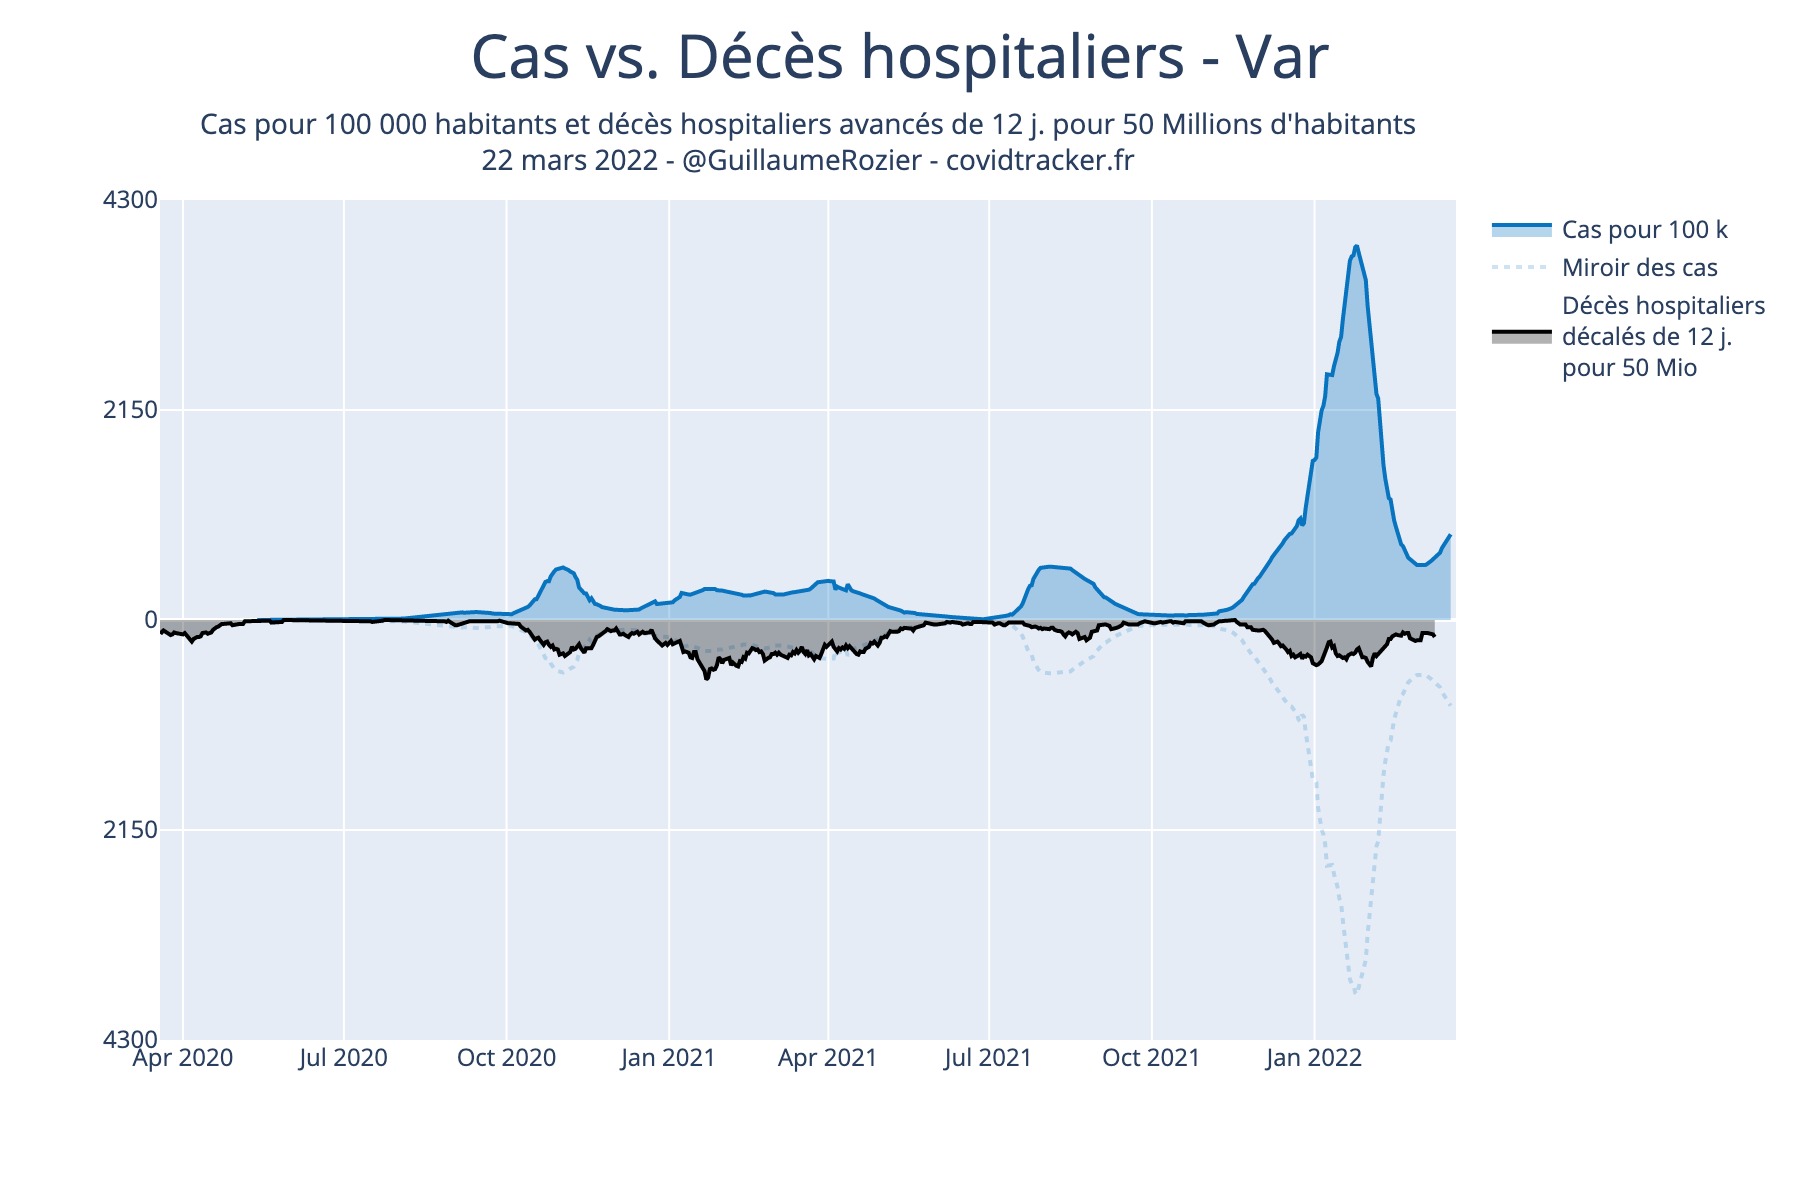 Cas vs. Décès hospitaliers - Var
Cas pour 100 000 habitants et décès hospitaliers avancés de 12 j. pour 50 Millions d'habitants
22 mars 2022 - @GuillaumeRozier - covidtracker.fr
4300
2150
0
2150
4300
Apr 2020
Jul 2020
Oct 2020
Jan 2021
Apr 2021
Jul 2021
Oct 2021
Jan 2022
Cas pour 100 k
Miroir des cas
Décès hospitaliers
décalés de 12 j.
pour 50 Mio